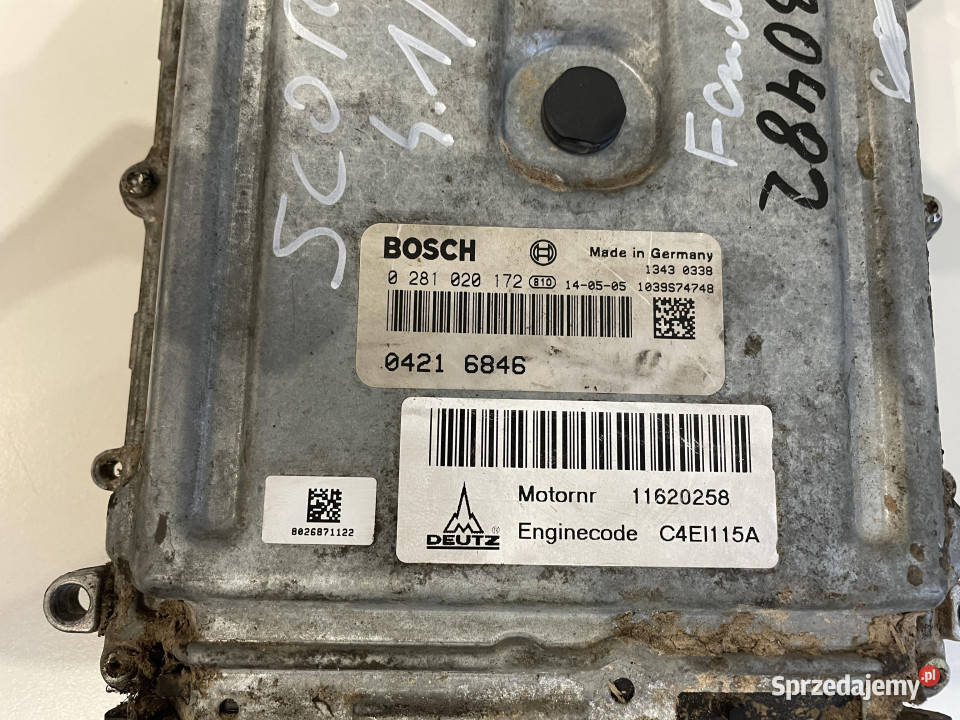 30482
BOSCH
Made in Germany
1343 0338
0 281 020 172 810 14-05-05 1039S74748
0421 6846
Motornr 11620258
DEUTZ ® Enginecode C4EI115A
8026871122
Sprzedajemy.pl